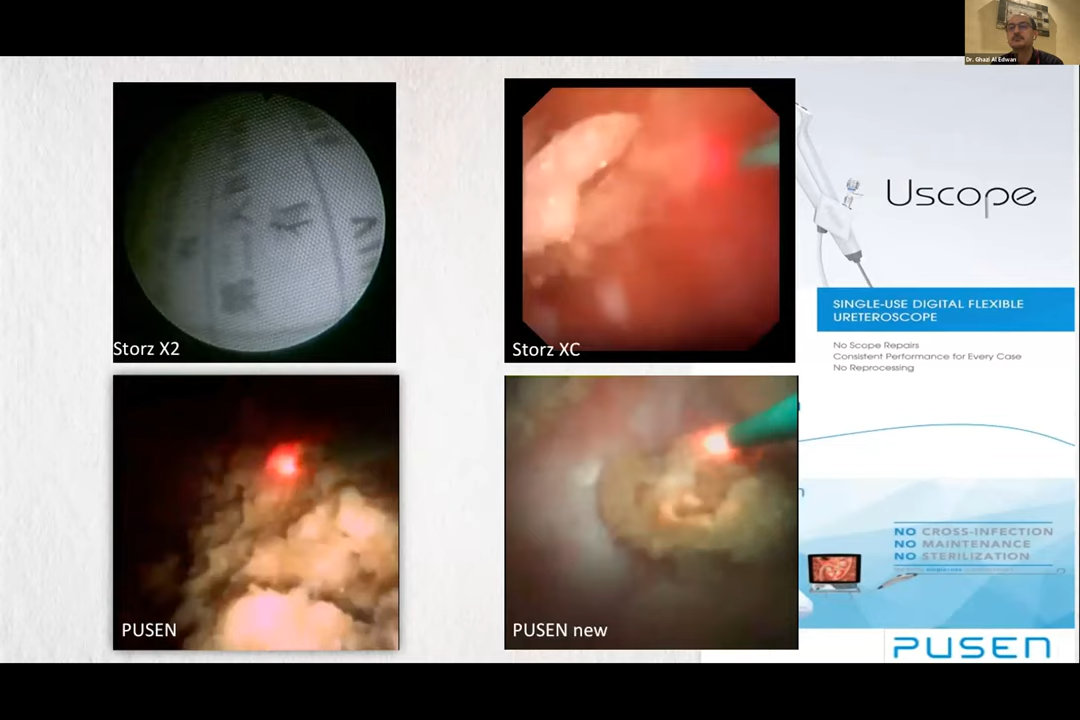 Dr. Ghazi Al Edwan
Storz X2
Storz XC
Uscope
SINGLE-USE DIGITAL FLEXIBLE
URETEROSCOPE
No Scope Repairs
Consistent Performance for Every Case
No Reprocessing
PUSEN
PUSEN new
NO CROSS-INFECTION
NO MAINTENANCE
NO STERILIZATION
PUSEN